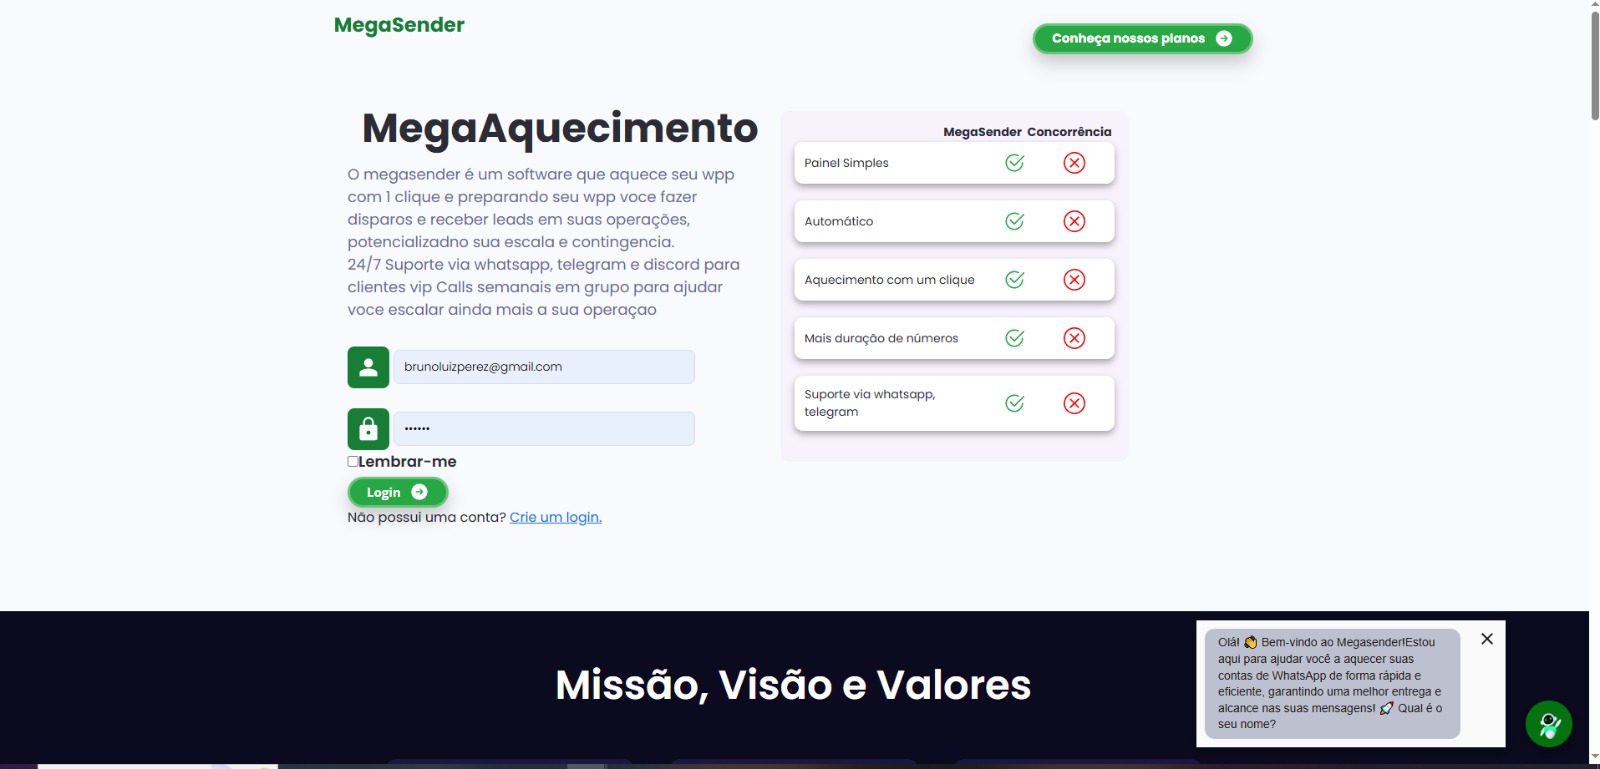 MegaSender
Conheça nossos planos
MegaAquecimento
O megasender é um software que aquece seu wpp
com 1 clique e preparando seu wpp voce fazer
disparos e receber leads em suas operações,
potencializadno sua escala e contingencia.
24/7 Suporte via whatsapp, telegram e discord para
clientes vip Calls semanais em grupo para ajudar
voce escalar ainda mais a sua operaçao
brunoluizperez@gmail.com
••••••
Lembrar-me
Login
Não possui uma conta? Crie um login.
MegaSender Concorrência
Painel Simples
Automático
Aquecimento com um clique
Mais duração de números
Suporte via whatsapp,
telegram
Missão, Visão e Valores
Olá! 👏 Bem-vindo ao Megasender!Estou
aqui para ajudar você a aquecer suas
contas de WhatsApp de forma rápida e
eficiente, garantindo uma melhor entrega e
alcance nas suas mensagens! 🚀 Qual é o
seu nome?